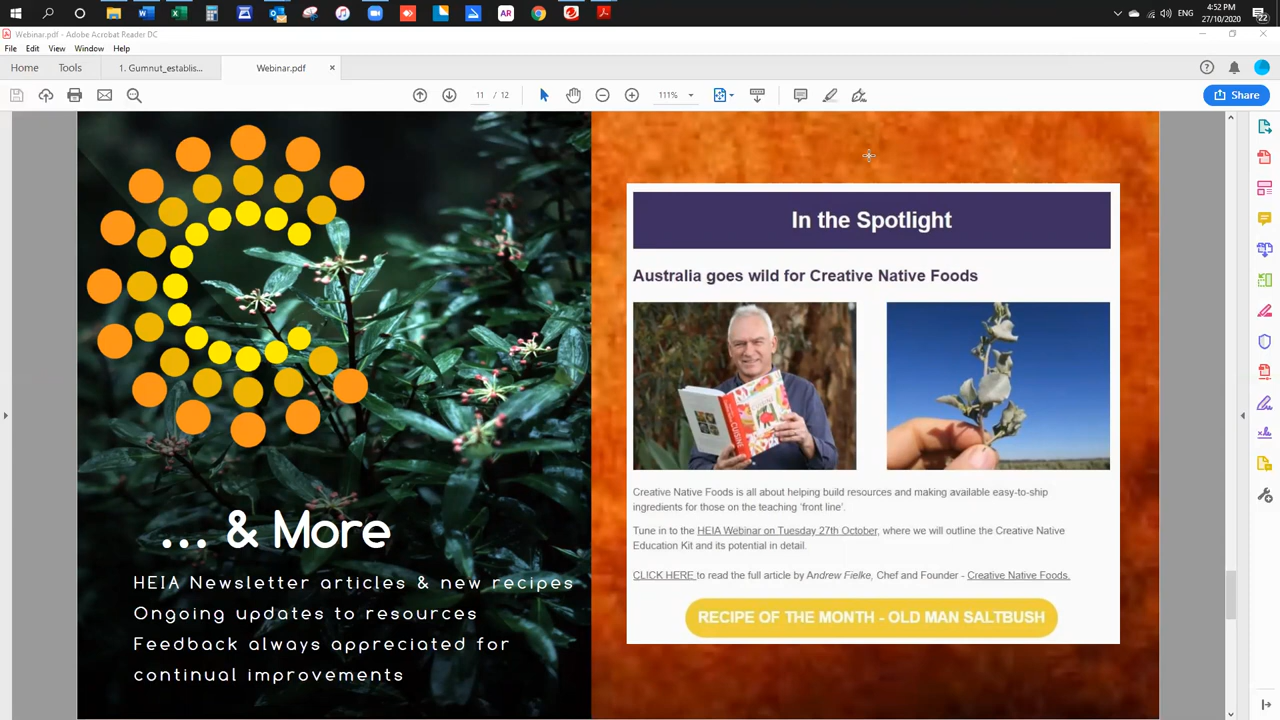 4:52 PM
ENG
27/10/2020
22
AR
Webinar.pdf - Adobe Acrobat Reader DC
File Edit View Window Help
Home Tools 1. Gumnut_establis... Webinar.pdf ×
11 / 12 111% Share
In the Spotlight
Australia goes wild for Creative Native Foods
CUISINE
Creative Native Foods is all about helping build resources and making available easy-to-ship
ingredients for those on the teaching 'front line'.
Tune in to the HEIA Webinar on Tuesday 27th October, where we will outline the Creative Native
Education Kit and its potential in detail.
CLICK HERE to read the full article by Andrew Fielke, Chef and Founder - Creative Native Foods.
RECIPE OF THE MONTH - OLD MAN SALTBUSH
... & More
HEIA Newsletter articles & new recipes
Ongoing updates to resources
Feedback always appreciated for
continual improvements